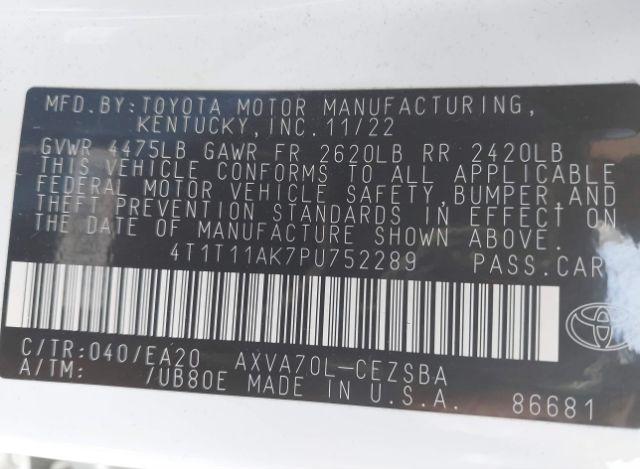 MFD.BY:TOYOTA MOTOR MANUFACTURING,
KENTUCKY,INC.11/22
GVWR 4475LB GAWR FR 2620LB RR 2420LB
THIS VEHICLE CONFORMS TO ALL APPLICABLE
FEDERAL MOTOR VEHICLE SAFETY,BUMPER,AND
THEFT PREVENTION STANDARDS IN EFFECT ON
THE DATE OF MANUFACTURE SHOWN ABOVE.
4T1T11AK7PU752289 PASS.CAR
C/TR:040/EA20 AXVA70L-CEZSBA
A/TM: /UB80E MADE IN U.S.A. 86681